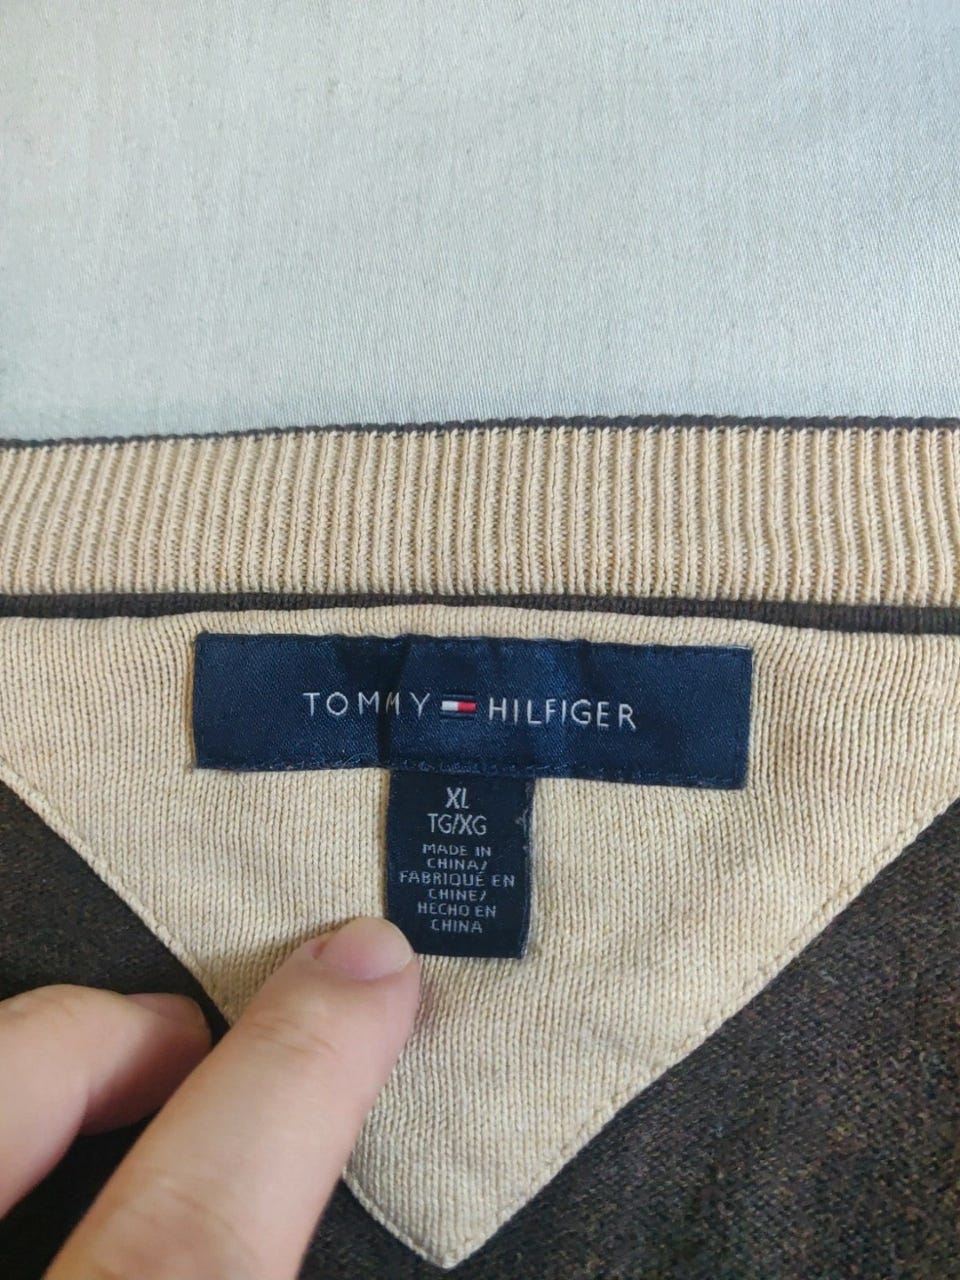 TOMMY HILFIGER
XL
TG/XG
MADE IN
CHINA/
FABRIQUÉ EN
CHINE/
HECHO EN
CHINA